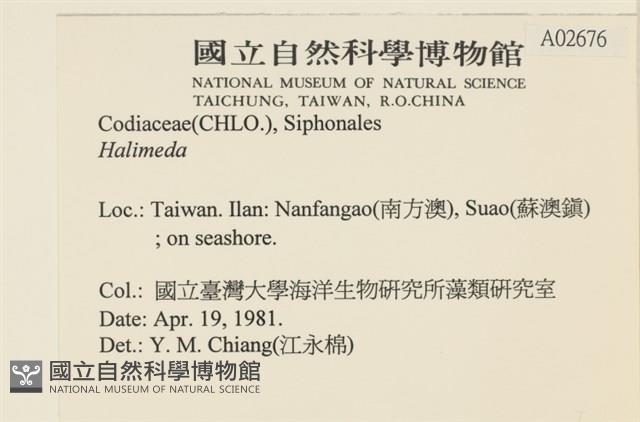 國立自然科學博物館
A02676
NATIONAL MUSEUM OF NATURAL SCIENCE
TAICHUNG, TAIWAN, R.O.CHINA
Codiaceae(CHLO.), Siphonales
Halimeda
Loc.: Taiwan. Ilan: Nanfangao(南方澳), Suao(蘇澳鎮)
; on seashore.
Col.: 國立臺灣大學海洋生物研究所藻類研究室
Date: Apr. 19, 1981.
Det.: Y. M. Chiang(江永棉)
國立自然科學博物館
NATIONAL MUSEUM OF NATURAL SCIENCE